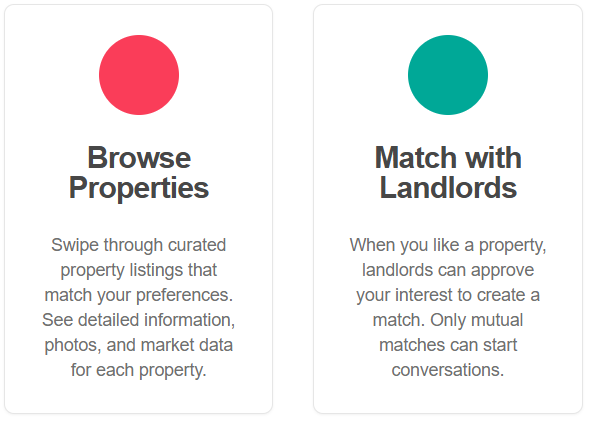 Browse
Properties
Swipe through curated
property listings that
match your preferences.
See detailed information,
photos, and market data
for each property.
Match with
Landlords
When you like a property,
landlords can approve
your interest to create a
match. Only mutual
matches can start
conversations.